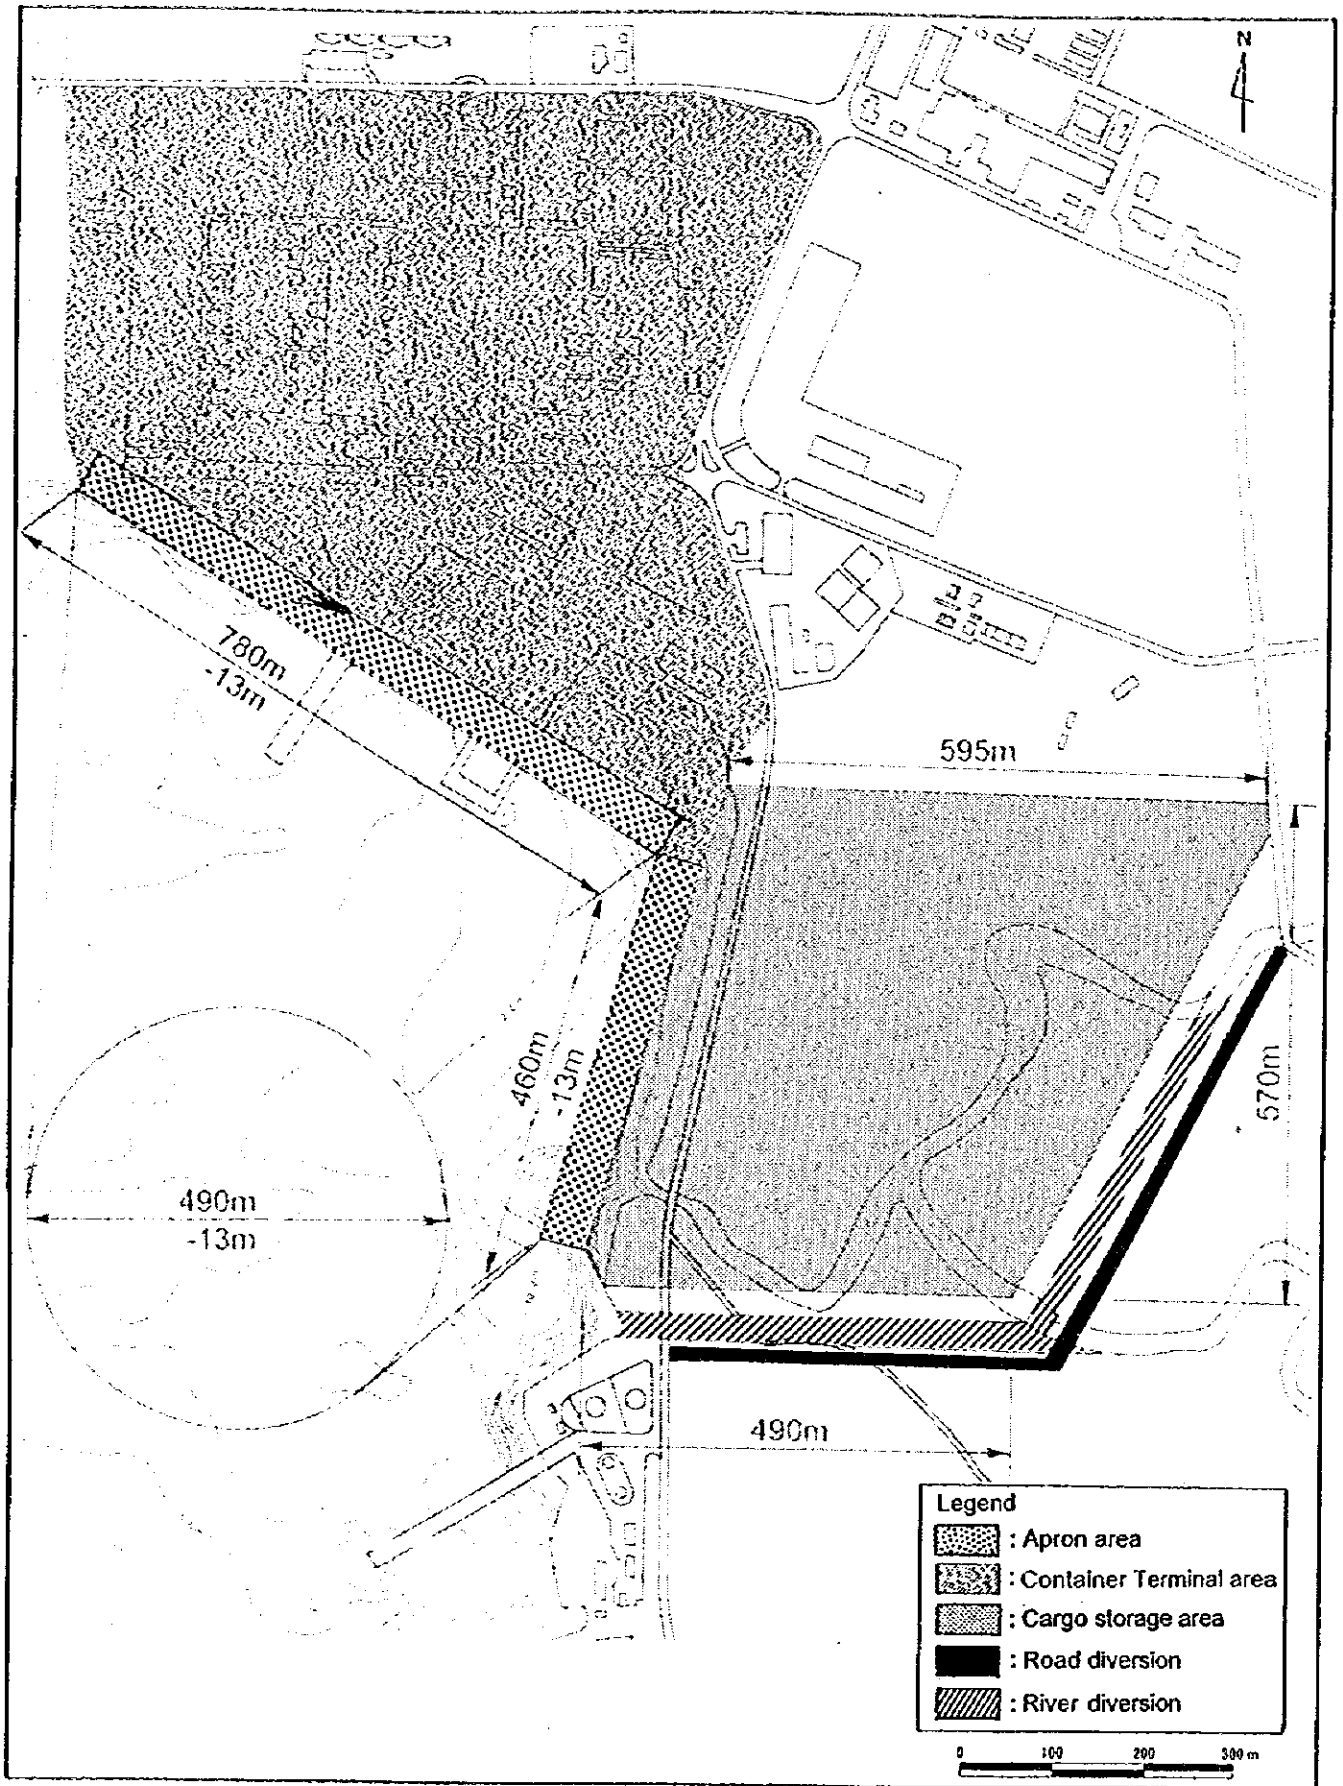 N
780m
-13m
595m
460m
-13m
570m
490m
-13m
490m
Legend
: Apron area
: Container Terminal area
: Cargo storage area
: Road diversion
: River diversion
0 100 200 300 m